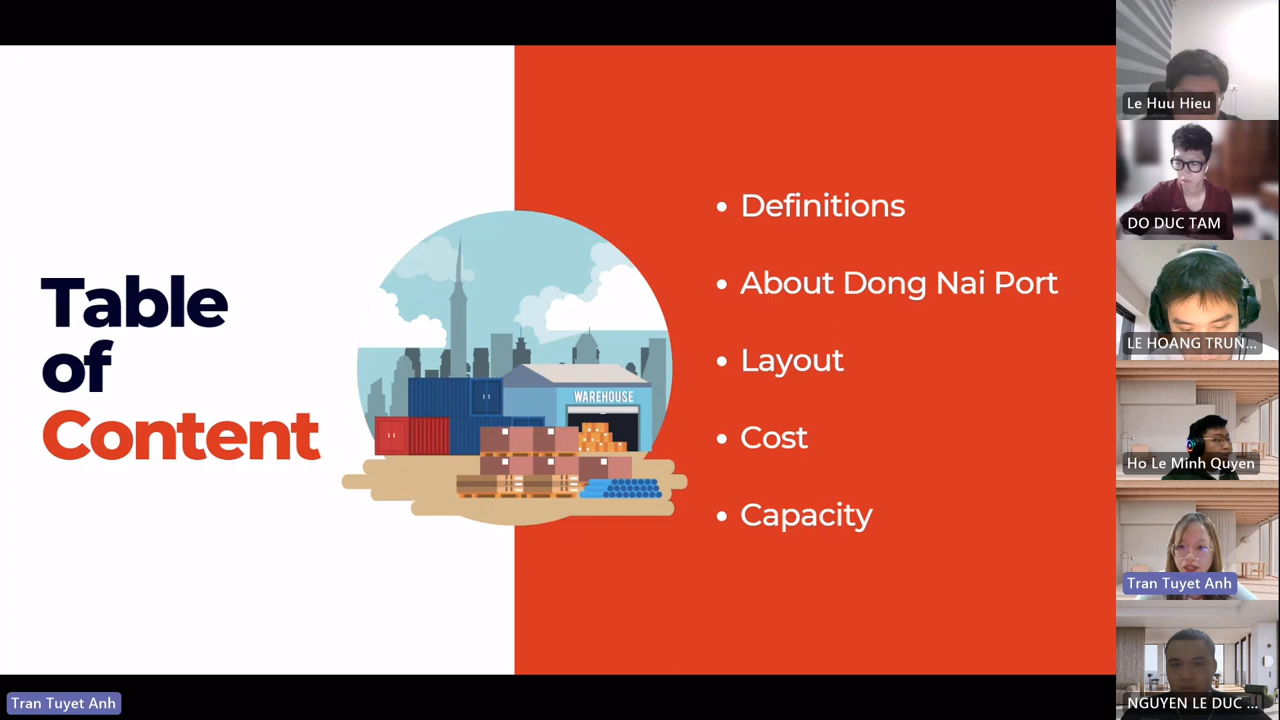 Table
of
Content
WAREHOUSE
• Definitions
• About Dong Nai Port
• Layout
• Cost
• Capacity
Le Huu Hieu
DO DUC TAM
LE HOANG TRUN...
Ho Le Minh Quyen
Tran Tuyet Anh
NGUYEN LE DUC ...
Tran Tuyet Anh